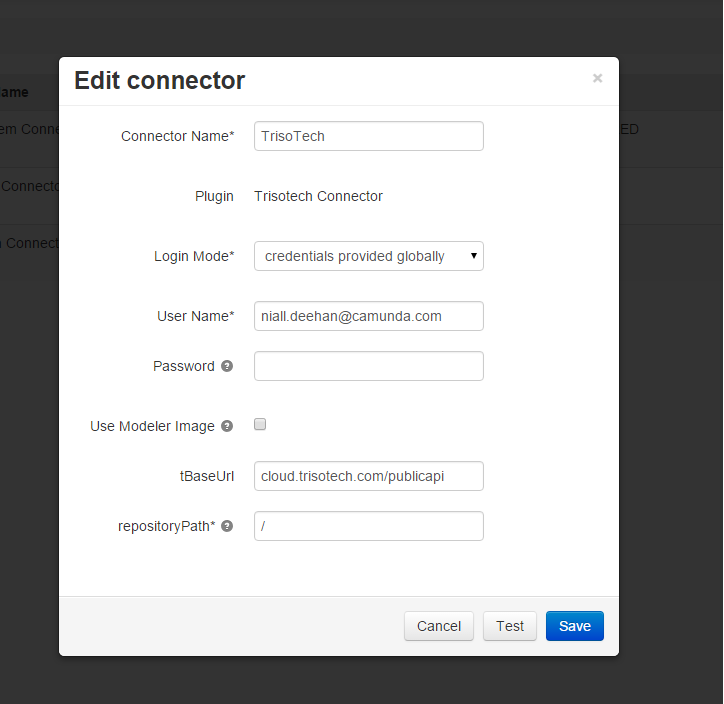 Edit connector ×
ame
Connector Name* TrisoTech
em Conne
ED
Connecto
Plugin Trisotech Connector
Connect
Login Mode* credentials provided globally
User Name* niall.deehan@camunda.com
Password ?
Use Modeler Image ?
tBaseUrl cloud.trisotech.com/publicapi
repositoryPath* ? /
Cancel Test Save